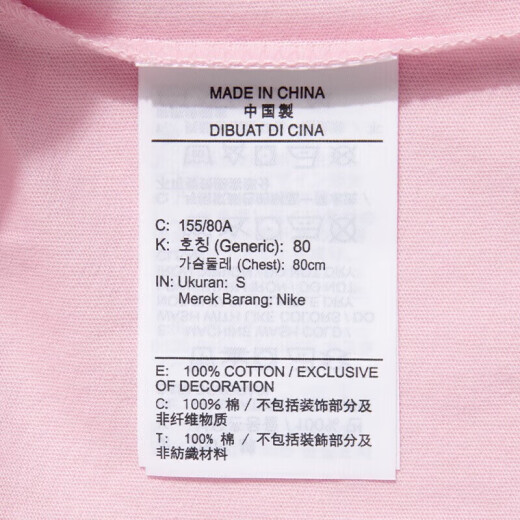 MADE IN CHINA
中国製
DIBUAT DI CINA
C: 155/80A
K: 호칭 (Generic): 80
가슴둘레 (Chest): 80cm
IN: Ukuran: S
Merek Barang: Nike
E: 100% COTTON / EXCLUSIVE
OF DECORATION
C: 100% 棉 / 不包括装饰部分及
非纤维物质
T: 100% 棉 / 不包括裝飾部分及
非紡織材料